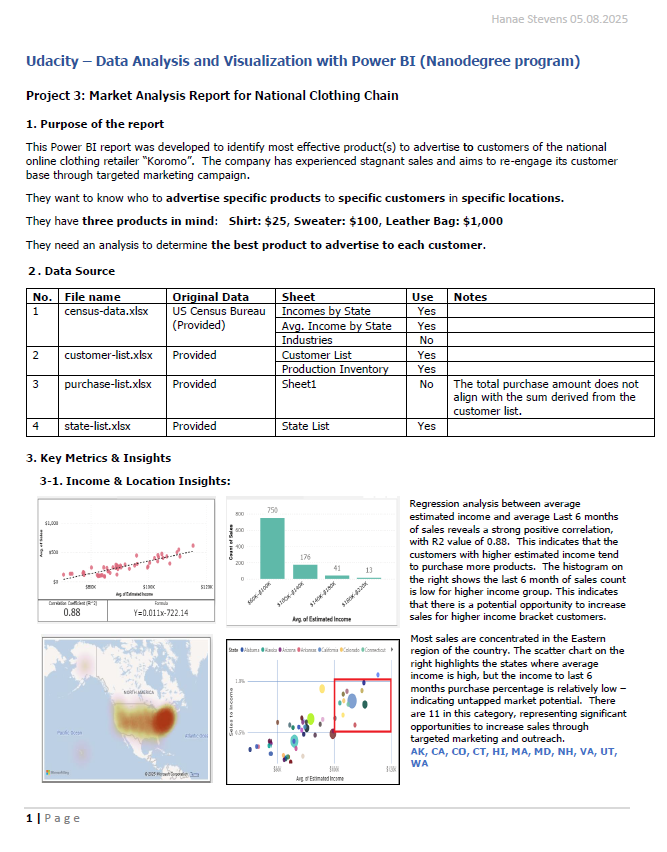 Hanae Stevens 05.08.2025
Udacity – Data Analysis and Visualization with Power BI (Nanodegree program)
Project 3: Market Analysis Report for National Clothing Chain
1. Purpose of the report
This Power BI report was developed to identify most effective product(s) to advertise to customers of the national
online clothing retailer "Koromo". The company has experienced stagnant sales and aims to re-engage its customer
base through targeted marketing campaign.
They want to know who to advertise specific products to specific customers in specific locations.
They have three products in mind: Shirt: $25, Sweater: $100, Leather Bag: $1,000
They need an analysis to determine the best product to advertise to each customer.
2. Data Source
No. File name Original Data Sheet Use Notes
1 census-data.xlsx US Census Bureau (Provided) Incomes by State Yes
Avg. Income by State Yes
Industries No
2 customer-list.xlsx Provided Customer List Yes
Production Inventory Yes
3 purchase-list.xlsx Provided Sheet1 No The total purchase amount does not
align with the sum derived from the
customer list.
4 state-list.xlsx Provided State List Yes
3. Key Metrics & Insights
3-1. Income & Location Insights:
Avg. of Sales
$1,000
$500
$0
$80K $100K $120K
Avg. of Estimated Income
Correlation Coefficient (R^2) Formula
0.88 Y=0.011x-722.14
Count of Sales
800
600
400
200
0
750
176
41
13
Avg. of Estimated Income
Regression analysis between average
estimated income and average Last 6 months
of sales reveals a strong positive correlation,
with R2 value of 0.88. This indicates that the
customers with higher estimated income tend
to purchase more products. The histogram on
the right shows the last 6 month of sales count
is low for higher income group. This indicates
that there is a potential opportunity to increase
sales for higher income bracket customers.
NORTH AMERICA
Pacific Ocean
Atlantic
State Alabama Alaska Arizona Arkansas California Colorado Connecticut
Sales to Income
1.0%
0.5%
Avg. of Estimated Income
Most sales are concentrated in the Eastern
region of the country. The scatter chart on the
right highlights the states where average
income is high, but the income to last 6
months purchase percentage is relatively low –
indicating untapped market potential. There
are 11 in this category, representing significant
opportunities to increase sales through
targeted marketing and outreach.
AK, CA, CO, CT, HI, MA, MD, NH, VA, UT,
WA
1 | Page